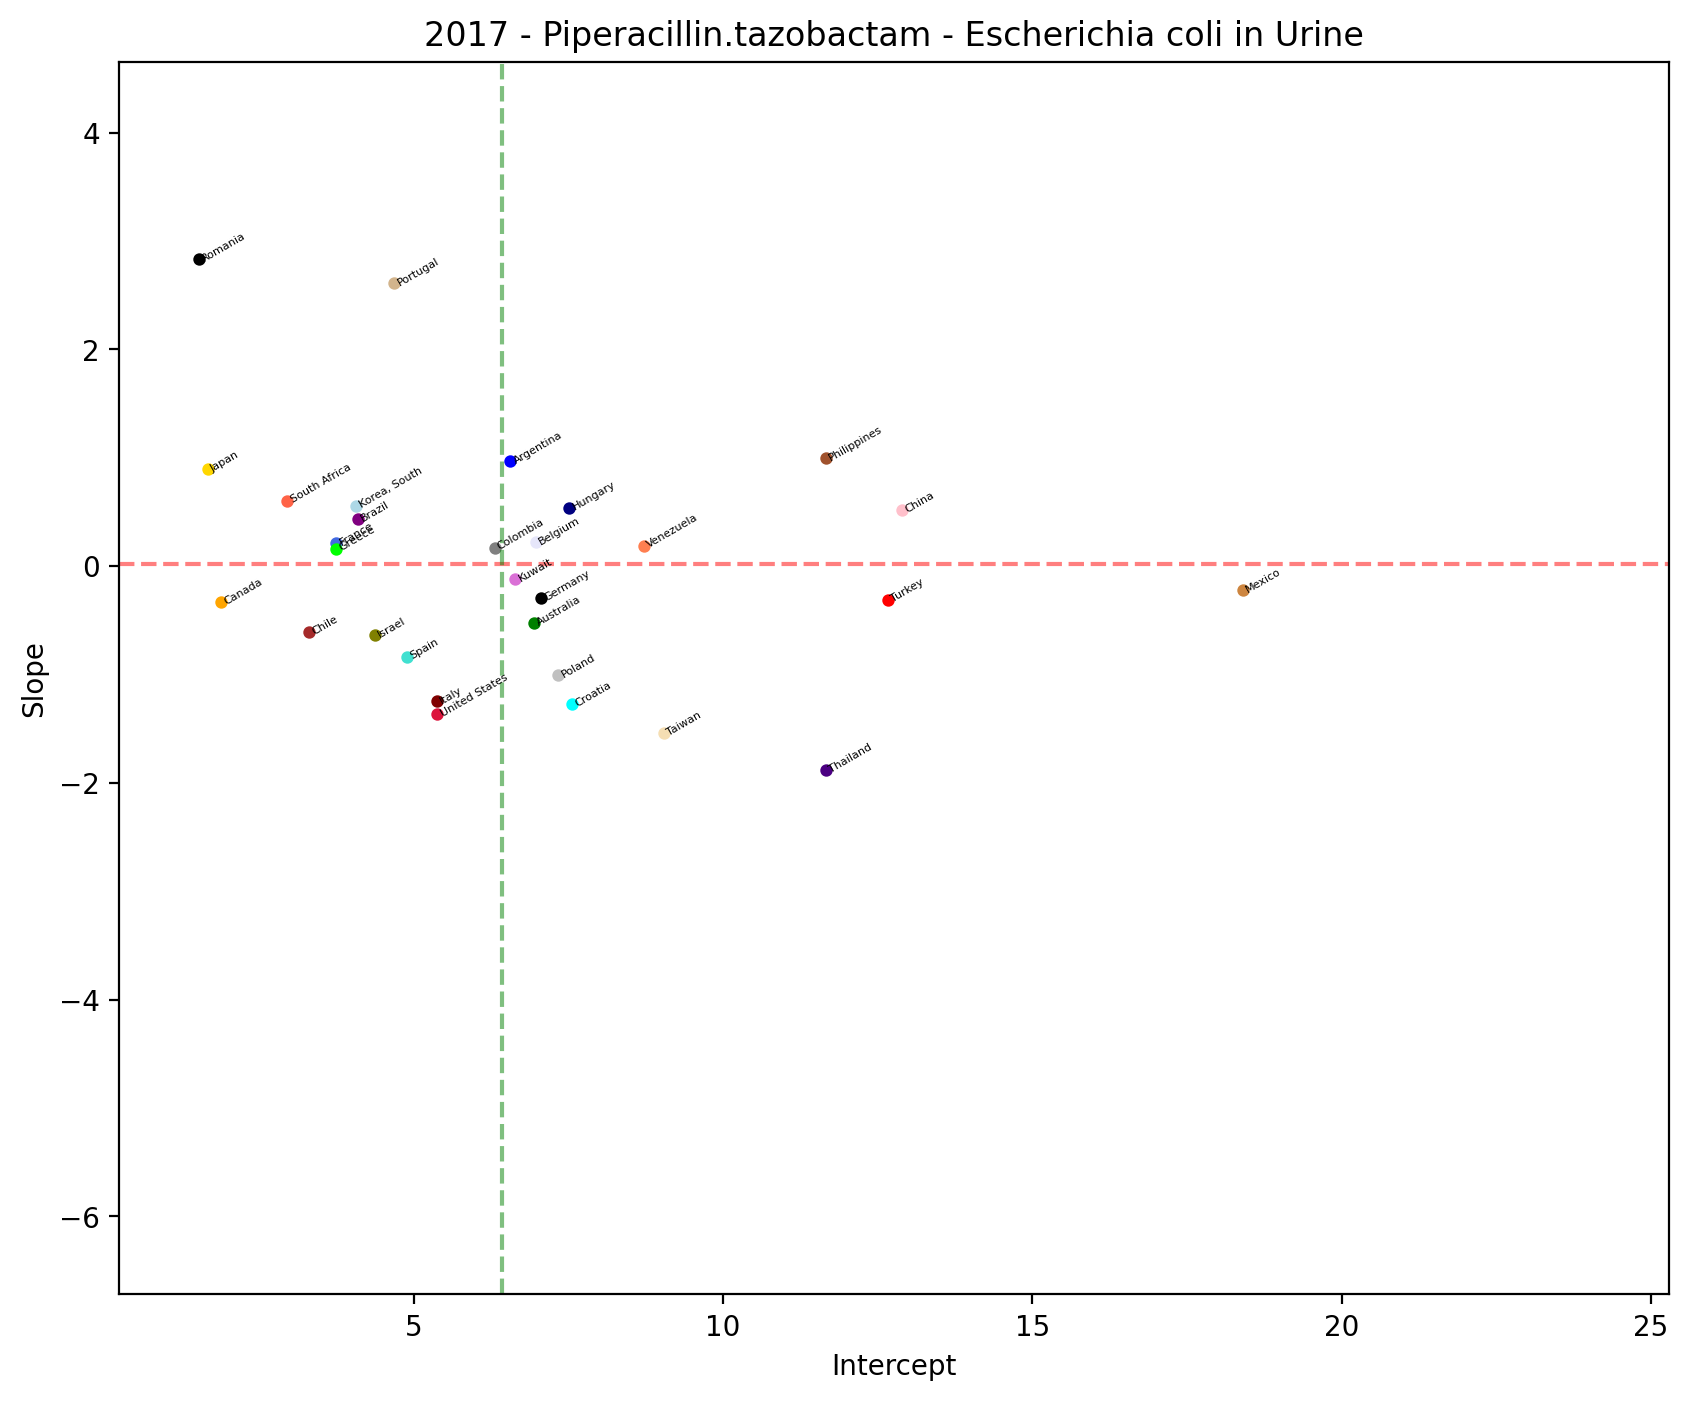 2017 - Piperacillin.tazobactam - Escherichia coli in Urine
4
2
0
−2
−4
−6
Slope
Romania
Portugal
Japan
South Africa
Korea, South
Brazil
France
Greece
Argentina
Hungary
Philippines
China
Colombia
Belgium
Venezuela
Kuwait
Germany
Australia
Turkey
Mexico
Canada
Chile
Israel
Spain
Italy
United States
Poland
Croatia
Taiwan
Thailand
5
10
15
20
25
Intercept